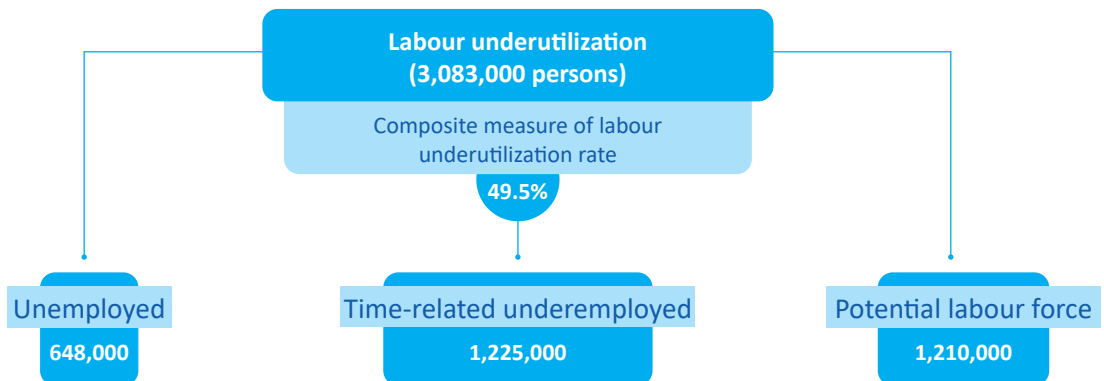 Labour underutilization
(3,083,000 persons)
Composite measure of labour
underutilization rate
49.5%
Unemployed
648,000
Time-related underemployed
1,225,000
Potential labour force
1,210,000